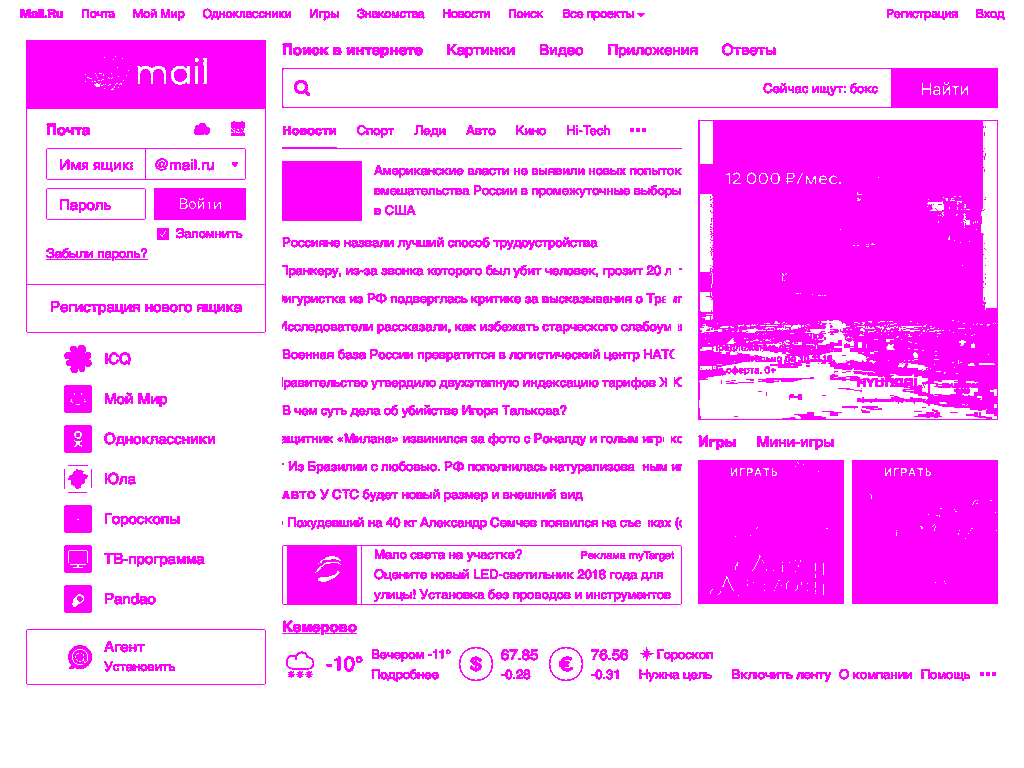 Mail.Ru Почта Мой Мир Одноклассники Игры Знакомства Новости Поиск Все проекты Регистрация Вход
mail
Поиск в интернете Картинки Видео Приложения Ответы
Сейчас ищут: бокс Найти
Почта
Имя ящика @mail.ru
Пароль Войти
Запомнить
Забыли пароль?
Регистрация нового ящика
ICQ
Мой Мир
Одноклассники
Юла
Гороскопы
ТВ-программа
Pandao
Агент
Установить
Новости Спорт Леди Авто Кино Hi-Tech
Американские власти не выявили новых попыток
вмешательства России в промежуточные выборы
в США
Россияне назвали лучший способ трудоустройства
Пранкеру, из-за звонка которого был убит человек, грозит 20 л
игуристка из РФ подверглась критике за высказывания о
Исследователи рассказали, как избежать старческого
Военная база России превратится в логистический центр НАТО
Правительство утвердило двухэтапную индексацию тарифов
В чем суть дела об убийстве Игоря Талькова?
ащитник «Милана» извинился за фото с Роналду и голым
Из Бразилии с любовью. РФ пополнилась
АВТО У СТС будет новый размер и внешний вид
Похудевший на 40 кг Александр Семчев появился на
Мало света на участке? Реклама myTarget
Оцените новый LED-светильник 2018 года для
улицы! Установка без проводов и инструментов
12 000 ₽/мес.
оферта. 0+
HYUNDAI
Игры Мини-игры
ИГРАТЬ ИГРАТЬ
Кемерово
-10° Вечером -11° $ 67.85 € 76.56 Гороскоп
Подробнее -0.28 -0.31 Нужна цель Включить ленту О компании Помощь